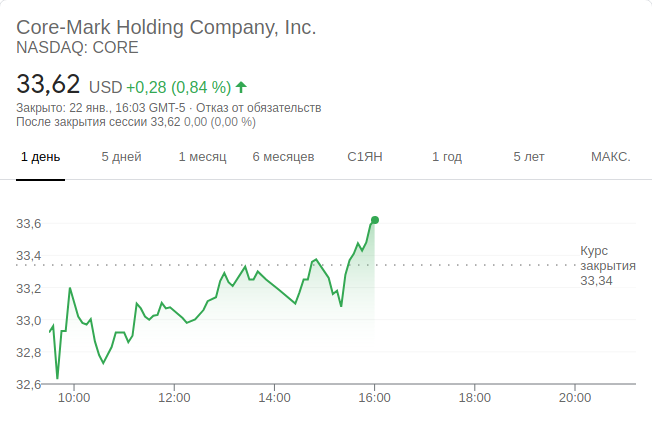 Core-Mark Holding Company, Inc.
NASDAQ: CORE
33,62 USD +0,28 (0,84 %)
Закрыто: 22 янв., 16:03 GMT-5 · Отказ от обязательств
После закрытия сессии 33,62 0,00 (0,00 %)
1 день 5 дней 1 месяц 6 месяцев С1ЯН 1 год 5 лет МАКС.
33,6
33,4
33,2
33,0
32,8
32,6
Курс
закрытия
33,34
10:00 12:00 14:00 16:00 18:00 20:00